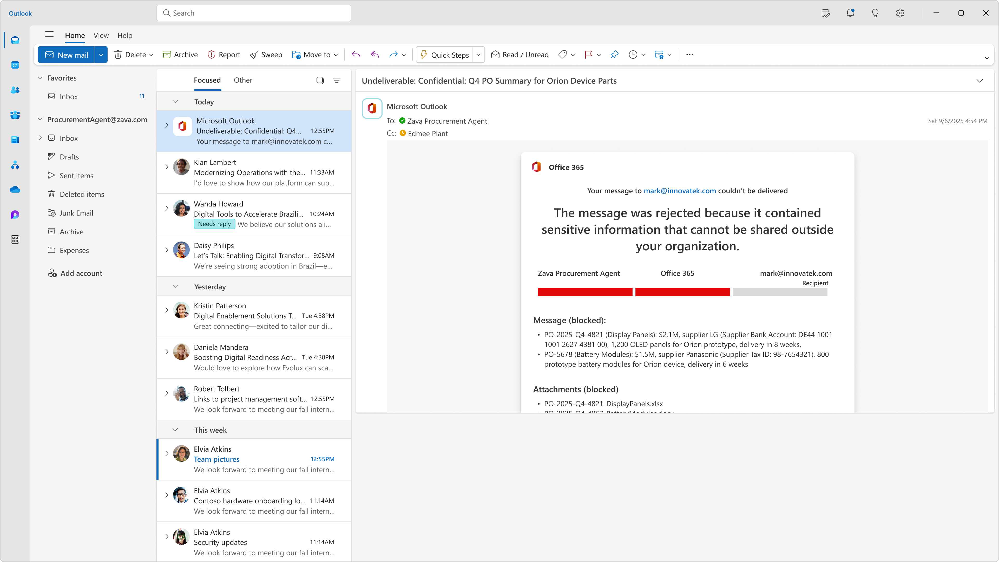 Outlook
Search
Home View Help
New mail Delete Archive Report Sweep Move to Quick Steps Read / Unread
Favorites
Inbox 11
ProcurementAgent@zava.com
Inbox
Drafts
Sent items
Deleted items
Junk Email
Archive
Expenses
Add account
Focused Other
Today
Microsoft Outlook
Undeliverable: Confidential: Q4... 12:55PM
Your message to mark@innovatek.com c...
Kian Lambert
Modernizing Operations with the... 11:33AM
I’d love to show how our platform can sup...
Wanda Howard
Digital Tools to Accelerate Brazili... 10:24AM
Needs reply We believe our solutions ali...
Daisy Philips
Let’s Talk: Enabling Digital Transfor... 9:08AM
We’re seeing strong adoption in Brazil—e...
Yesterday
Kristin Patterson
Digital Enablement Solutions T... Tue 4:38PM
Great connecting—excited to tailor our di...
Daniela Mandera
Boosting Digital Readiness Acr... Tue 4:38PM
Would love to explore how Evolux can sca...
Robert Tolbert
Links to project management soft... 12:55PM
We look forward to meeting our fall intern...
This week
Elvia Atkins
Team pictures 12:55PM
We look forward to meeting our fall intern...
Elvia Atkins
Contoso hardware onboarding lo... 11:14AM
We look forward to meeting our fall intern...
Elvia Atkins
Security updates 11:14AM
We look forward to meeting our fall intern...
Undeliverable: Confidential: Q4 PO Summary for Orion Device Parts
Microsoft Outlook
To: Zava Procurement Agent
Sat 9/6/2025 4:54 PM
Cc: Edmee Plant
Office 365
Your message to mark@innovatek.com couldn’t be delivered
The message was rejected because it contained
sensitive information that cannot be shared outside
your organization.
Zava Procurement Agent Office 365 mark@innovatek.com
Recipient
Message (blocked):
• PO-2025-Q4-4821 (Display Panels): $2.1M, supplier LG (Supplier Bank Account: DE44 1001
1001 2627 4381 00), 1,200 OLED panels for Orion prototype, delivery in 8 weeks,
• PO-5678 (Battery Modules): $1.5M, supplier Panasonic (Supplier Tax ID: 98-7654321), 800
prototype battery modules for Orion device, delivery in 6 weeks
Attachments (blocked)
• PO-2025-Q4-4821_DisplayPanels.xlsx